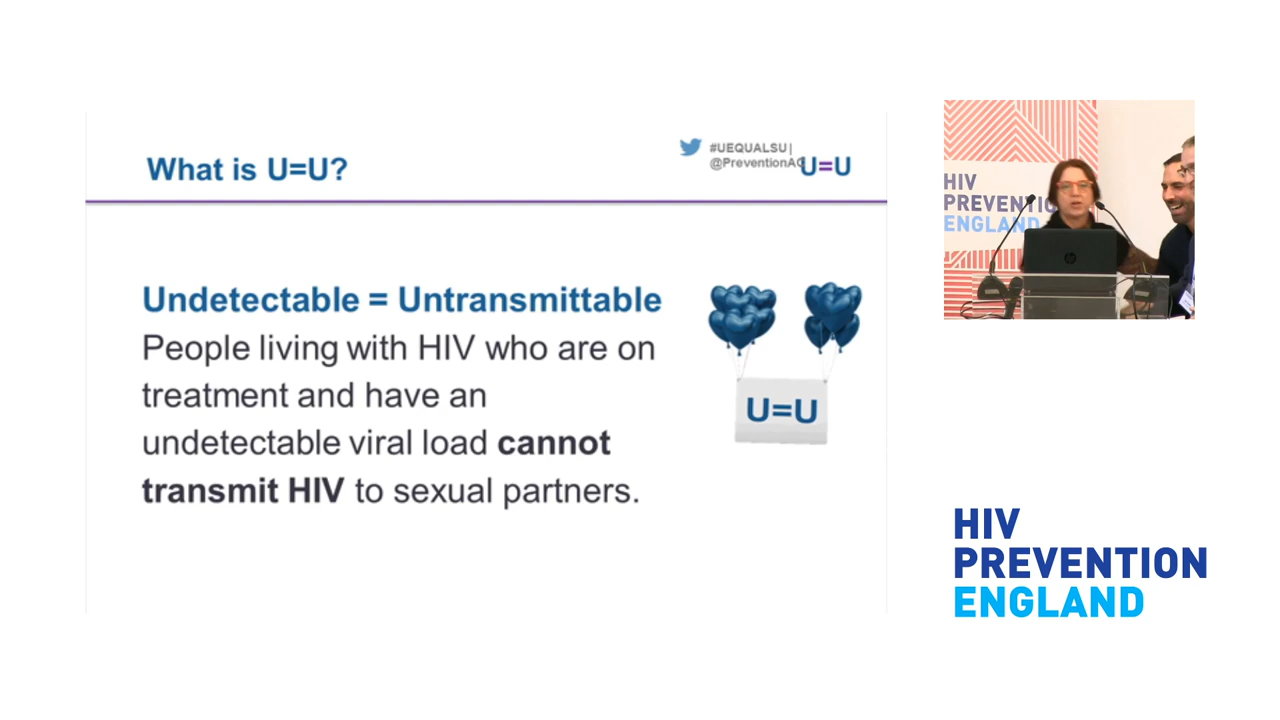 What is U=U?
#UEQUALSU|
@PreventionAC
U=U
Undetectable = Untransmittable
People living with HIV who are on
treatment and have an
undetectable viral load cannot
transmit HIV to sexual partners.
U=U
HIV
PREVENTION
ENGLAND
HIV
PREVENTION
ENGLAND